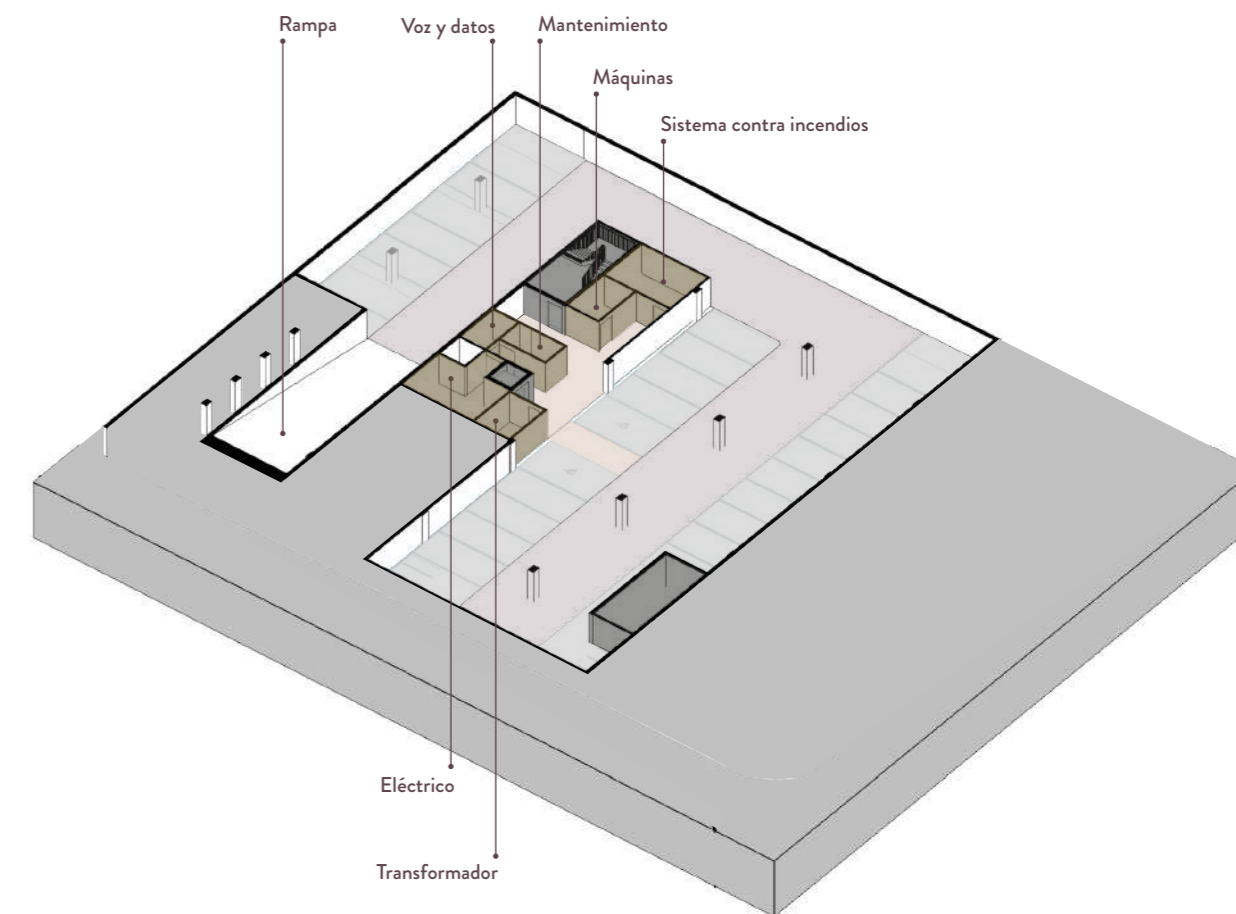 Rampa
Voz y datos
Mantenimiento
Máquinas
Sistema contra incendios
Eléctrico
Transformador